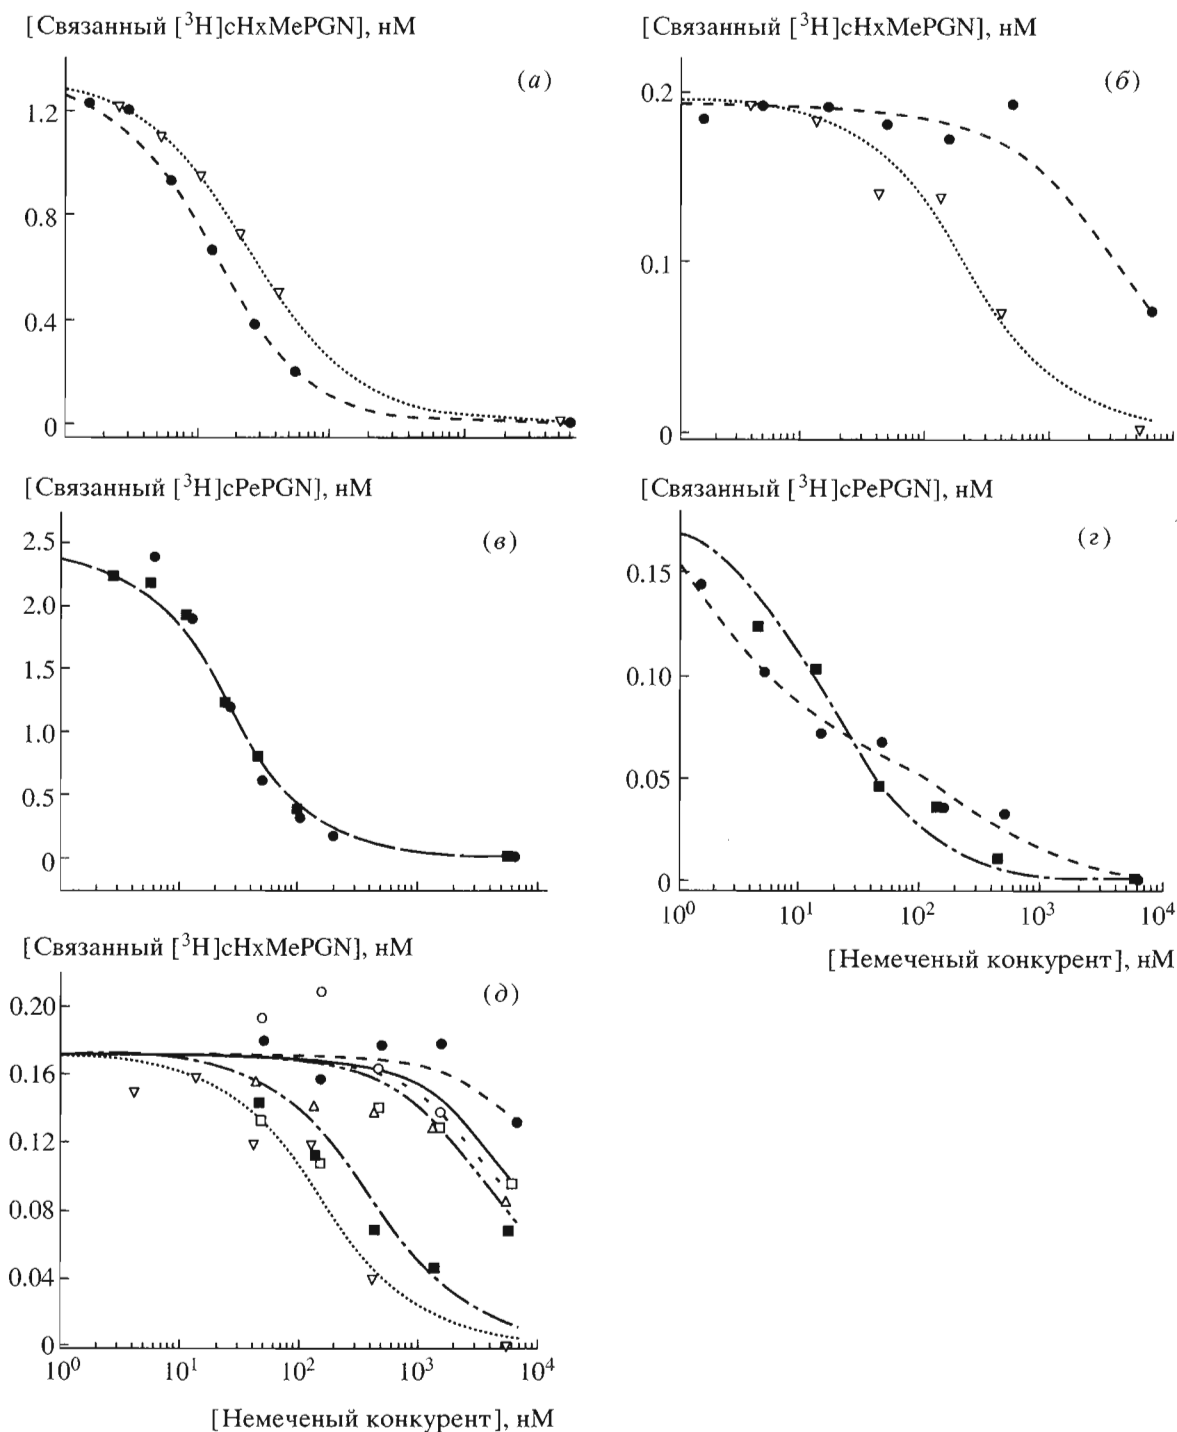 [Связанный [³H]cHxMePGN], нМ
(а)
1.2
0.8
0.4
0
[Связанный [³H]cHxMePGN], нМ
(б)
0.2
0.1
0
[Связанный [³H]cPePGN], нМ
(в)
2.5
2.0
1.5
1.0
0.5
0
[Связанный [³H]cPePGN], нМ
(г)
0.15
0.10
0.05
0
10⁰ 10¹ 10² 10³ 10⁴
[Немеченый конкурент], нМ
[Связанный [³H]cHxMePGN], нМ
(д)
0.20
0.16
0.12
0.08
0.04
0
10⁰ 10¹ 10² 10³ 10⁴
[Немеченый конкурент], нМ